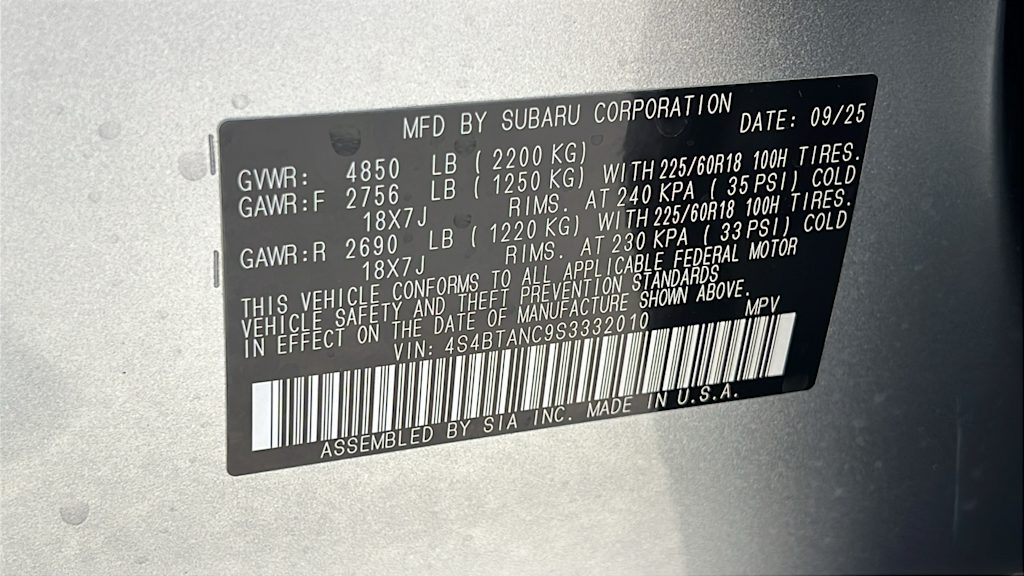 MFD BY SUBARU CORPORATION DATE: 09/25
GVWR: 4850 LB ( 2200 KG)
GAWR:F 2756 LB ( 1250 KG) WITH 225/60R18 100H TIRES.
18X7J RIMS. AT 240 KPA ( 35 PSI) COLD
GAWR:R 2690 LB ( 1220 KG) WITH 225/60R18 100H TIRES.
18X7J RIMS. AT 230 KPA ( 33 PSI) COLD
THIS VEHICLE CONFORMS TO ALL APPLICABLE FEDERAL MOTOR
VEHICLE SAFETY AND THEFT PREVENTION STANDARDS
IN EFFECT ON THE DATE OF MANUFACTURE SHOWN ABOVE.
VIN: 4S4BTANC9S3332010 MPV
ASSEMBLED BY SIA INC. MADE IN U.S.A.